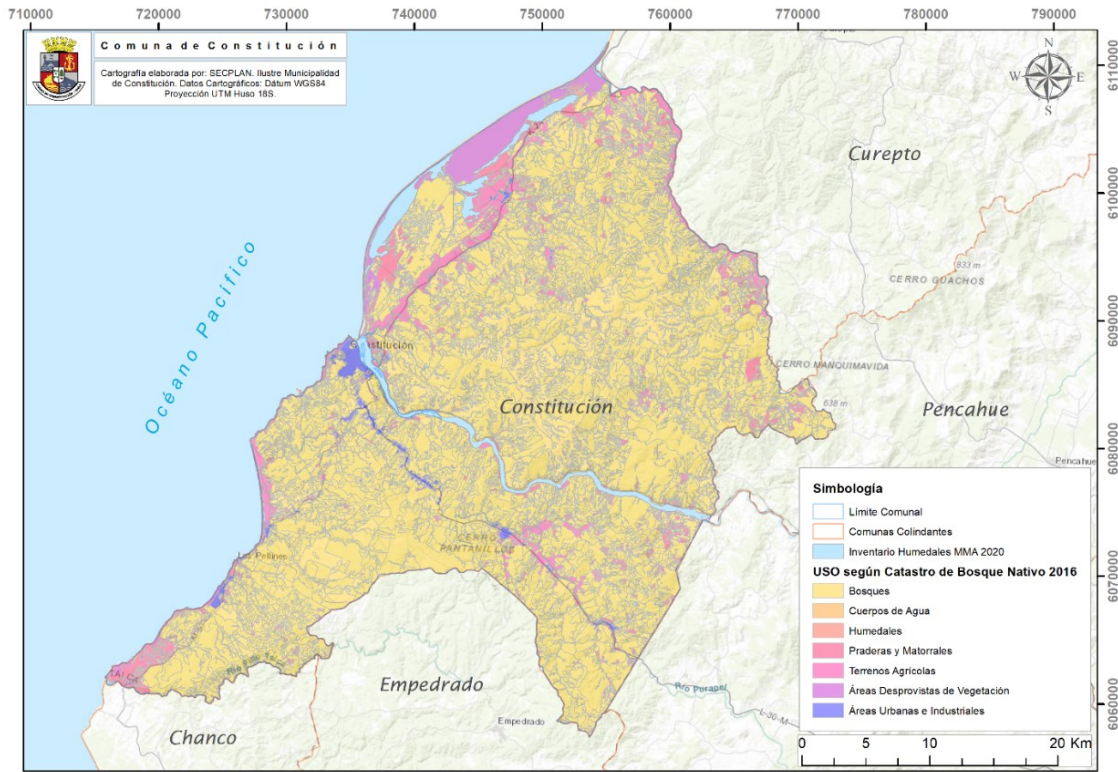 710000 720000 730000 740000 750000 760000 770000 780000 790000
Comuna de Constitución
Cartografía elaborada por: SECPLAN. Ilustre Municipalidad
de Constitución. Datos Cartográficos: Dátum WGS84
Proyección UTM Huso 18S.
N
W E
S
6110000
Curepto
6100000
833 m
CERRO GUACHOS
Océano Pacífico
6090000
stitución
CERRO MANQUIMAVIDA
Constitución
638 m
Pencahue
6080000
Pencahue
CERRO
PANTANILLOS
Los Pellines
6070000
Empedrado
Río Purapel
L-30-M
Empedrado
6060000
Chanco
Simbología
Límite Comunal
Comunas Colindantes
Inventario Humedales MMA 2020
USO según Catastro de Bosque Nativo 2016
Bosques
Cuerpos de Agua
Humedales
Praderas y Matorrales
Terrenos Agrícolas
Áreas Desprovistas de Vegetación
Áreas Urbanas e Industriales
0 5 10 20 Km